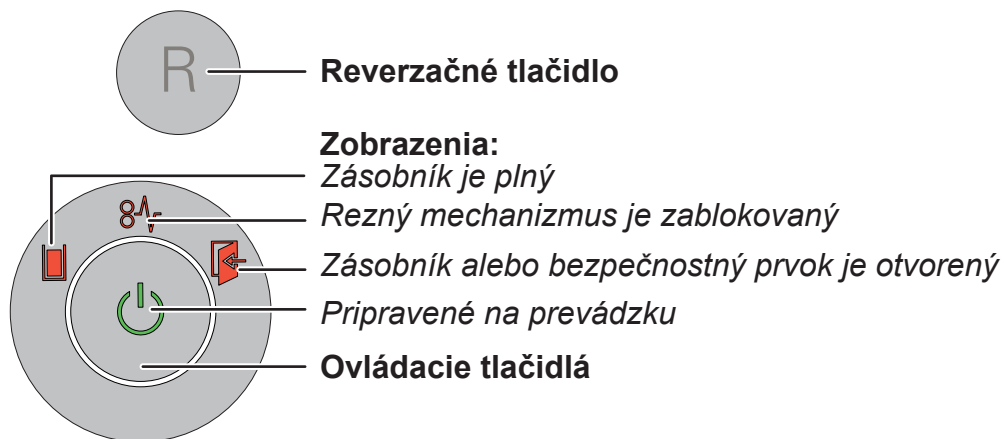 R
Reverzačné tlačidlo
Zobrazenia:
Zásobník je plný
Rezný mechanizmus je zablokovaný
Zásobník alebo bezpečnostný prvok je otvorený
Pripravené na prevádzku
Ovládacie tlačidlá